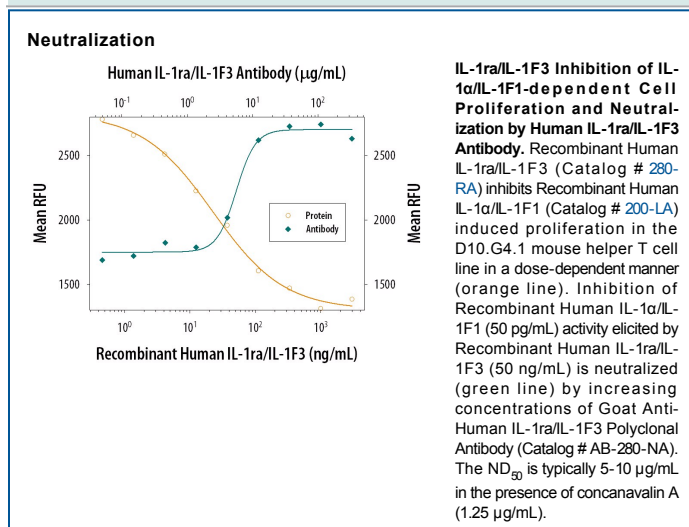 Neutralization
Human IL-1ra/IL-1F3 Antibody (μg/mL)
10-1 100 101 102
Mean RFU
2500
2000
1500
Protein
Antibody
2500
2000
1500
Mean RFU
100 101 102 103
Recombinant Human IL-1ra/IL-1F3 (ng/mL)
IL-1ra/IL-1F3 Inhibition of IL-
1α/IL-1F1-dependent Cell
Proliferation and Neutral-
ization by Human IL-1ra/IL-1F3
Antibody. Recombinant Human
IL-1ra/IL-1F3 (Catalog # 280-
RA) inhibits Recombinant Human
IL-1α/IL-1F1 (Catalog # 200-LA)
induced proliferation in the
D10.G4.1 mouse helper T cell
line in a dose-dependent manner
(orange line). Inhibition of
Recombinant Human IL-1α/IL-
1F1 (50 pg/mL) activity elicited by
Recombinant Human IL-1ra/IL-
1F3 (50 ng/mL) is neutralized
(green line) by increasing
concentrations of Goat Anti-
Human IL-1ra/IL-1F3 Polyclonal
Antibody (Catalog # AB-280-NA).
The ND50 is typically 5-10 μg/mL
in the presence of concanavalin A
(1.25 μg/mL).